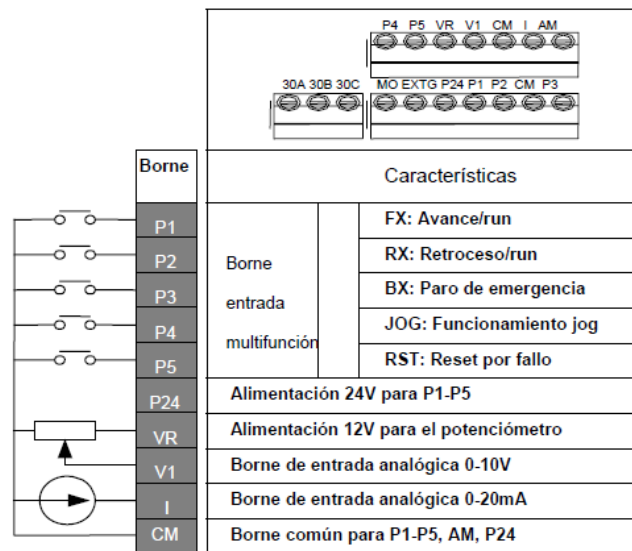 P4 P5 VR V1 CM I AM
30A 30B 30C MO EXTG P24 P1 P2 CM P3
Borne
Características
P1
P2
P3
P4
P5
Borne
entrada
multifunción
FX: Avance/run
RX: Retroceso/run
BX: Paro de emergencia
JOG: Funcionamiento jog
RST: Reset por fallo
P24
Alimentación 24V para P1-P5
VR
Alimentación 12V para el potenciómetro
V1
Borne de entrada analógica 0-10V
I
Borne de entrada analógica 0-20mA
CM
Borne común para P1-P5, AM, P24